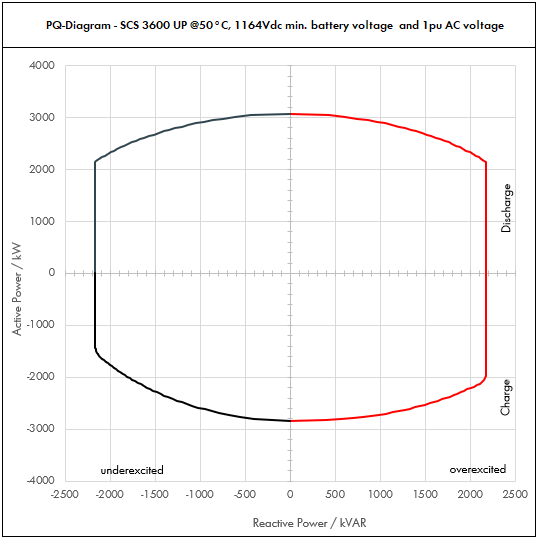 PQ-Diagram - SCS 3600 UP @50°C, 1164Vdc min. battery voltage and 1pu AC voltage
4000
3000
2000
1000
0
-1000
-2000
-3000
-4000
Active Power / kW
Discharge
Charge
underexcited
overexcited
-2500 -2000 -1500 -1000 -500 0 500 1000 1500 2000 2500
Reactive Power / kVAR